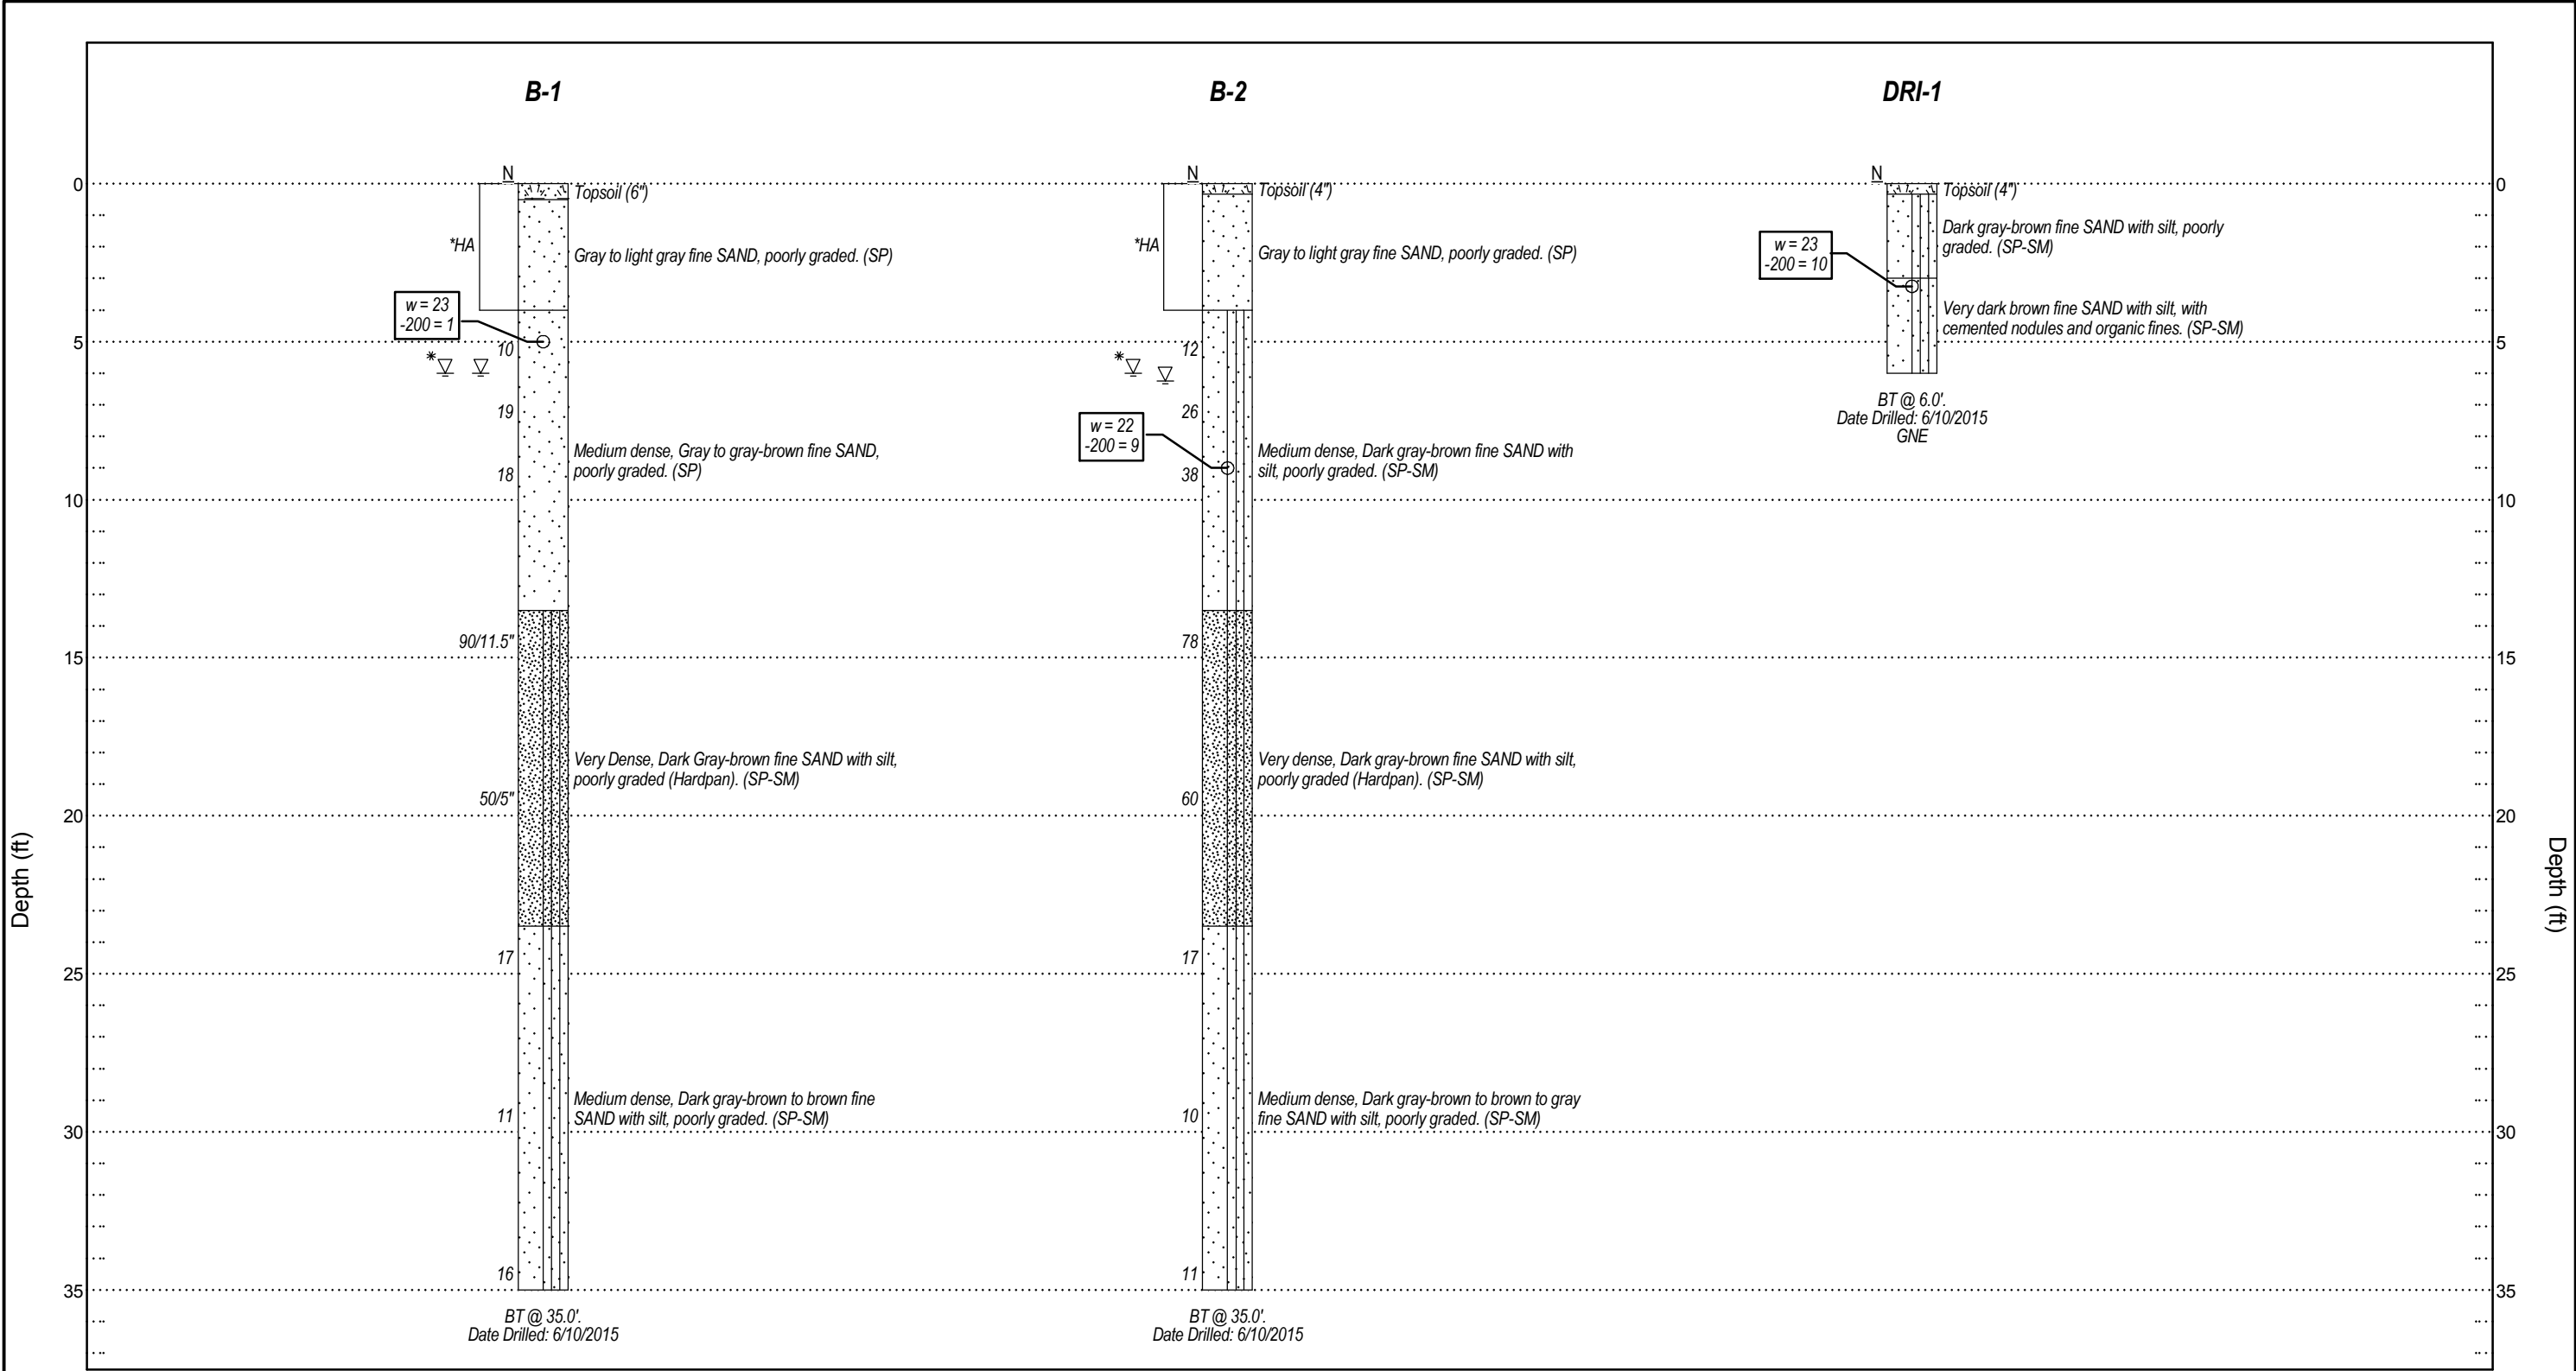 B-1
B-2
DRI-1
N
N
N
0
Topsoil (6")
Topsoil (4")
Topsoil (4")
0
*HA
Gray to light gray fine SAND, poorly graded. (SP)
*HA
Gray to light gray fine SAND, poorly graded. (SP)
Dark gray-brown fine SAND with silt, poorly
graded. (SP-SM)
w = 23
-200 = 10
w = 23
-200 = 1
Very dark brown fine SAND with silt, with
cemented nodules and organic fines. (SP-SM)
5
10
12
5
*
*
BT @ 6.0'.
Date Drilled: 6/10/2015
GNE
19
26
w = 22
-200 = 9
Medium dense, Gray to gray-brown fine SAND,
poorly graded. (SP)
Medium dense, Dark gray-brown fine SAND with
silt, poorly graded. (SP-SM)
18
38
10
10
90/11.5"
78
15
15
Very Dense, Dark Gray-brown fine SAND with silt,
poorly graded (Hardpan). (SP-SM)
Very dense, Dark gray-brown fine SAND with silt,
poorly graded (Hardpan). (SP-SM)
50/5"
60
20
20
Depth (ft)
Depth (ft)
17
17
25
25
Medium dense, Dark gray-brown to brown fine
SAND with silt, poorly graded. (SP-SM)
Medium dense, Dark gray-brown to brown to gray
fine SAND with silt, poorly graded. (SP-SM)
11
10
30
30
16
11
35
35
BT @ 35.0'.
Date Drilled: 6/10/2015
BT @ 35.0'.
Date Drilled: 6/10/2015